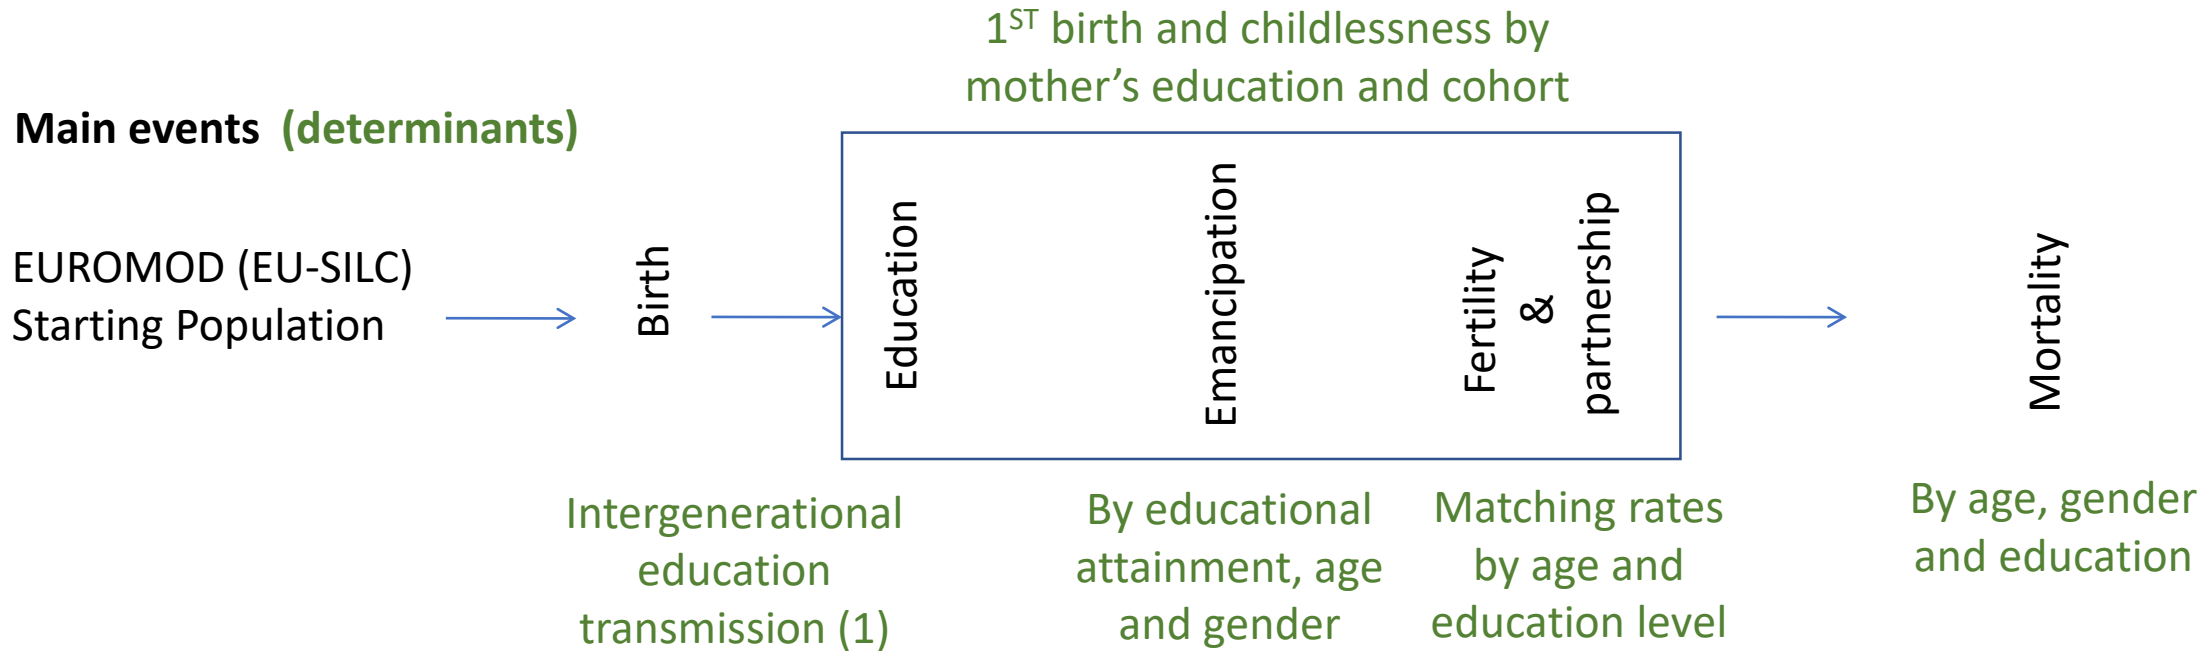 1ST birth and childlessness by
mother's education and cohort
Main events (determinants)
EUROMOD (EU-SILC)
Starting Population
Birth
Education
Emancipation
Fertility
&
partnership
Mortality
Intergenerational
education
transmission (1)
By educational
attainment, age
and gender
Matching rates
by age and
education level
By age, gender
and education